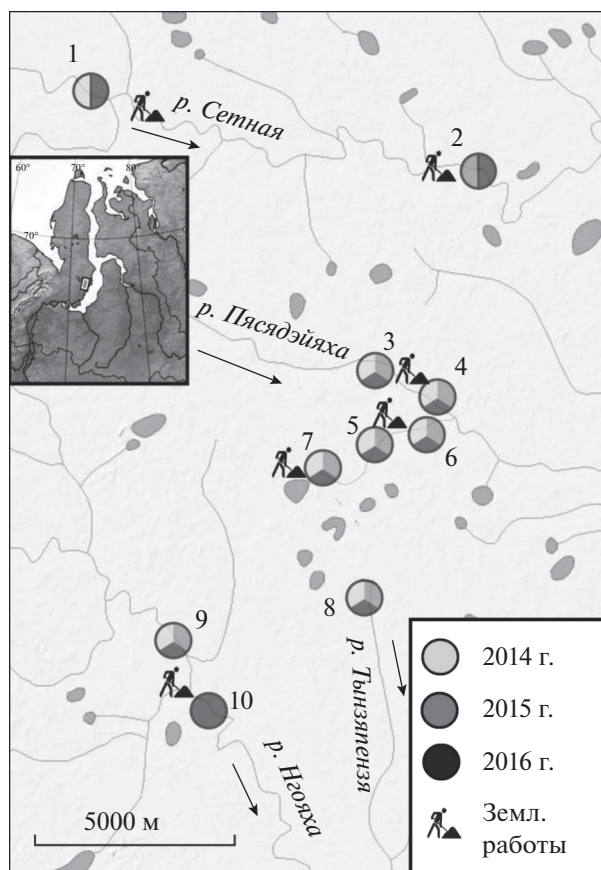 1
р. Сетная
2
60°
70°
80°
70°
р. Пясядэйяха
3
4
5
6
7
8
9
10
р. Тынзяпензя
р. Нгояха
5000 м
2014 г.
2015 г.
2016 г.
Земл.
работы